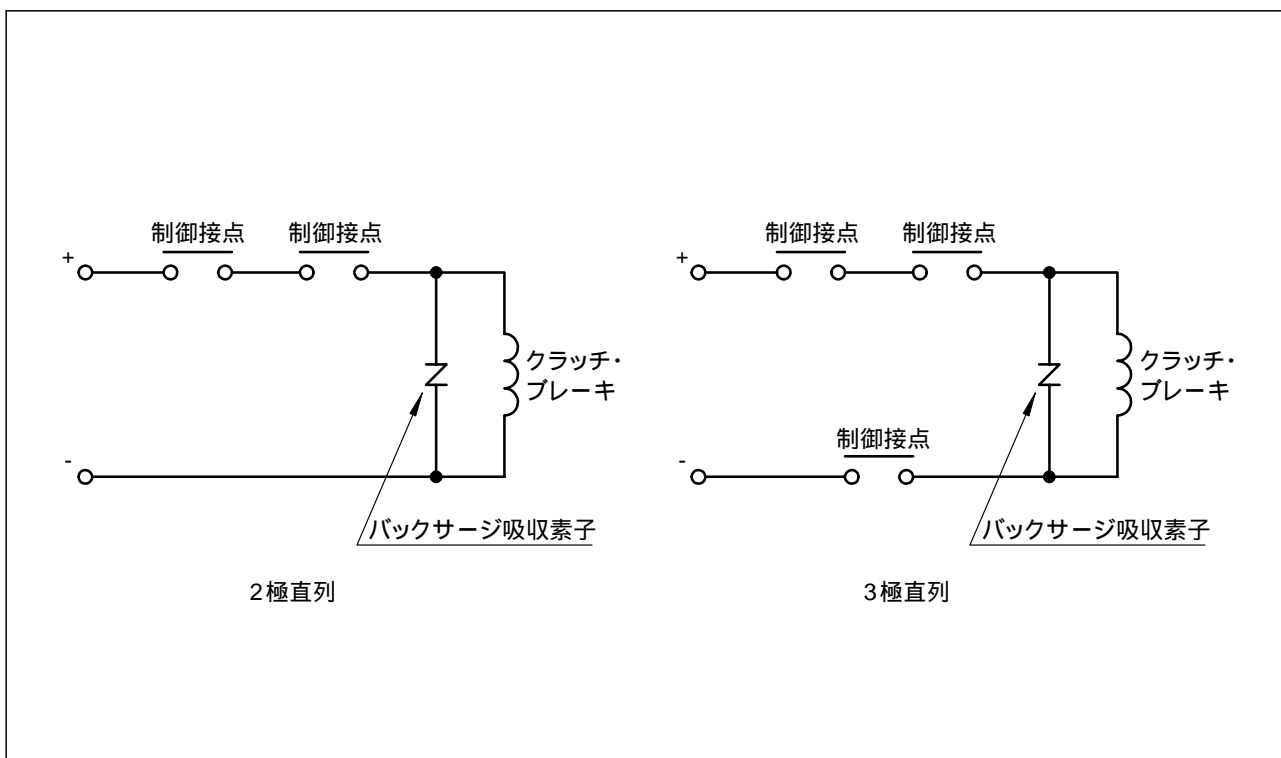 制御接点 制御接点
+
クラッチ・
ブレーキ
-
バックサージ吸収素子
2極直列
制御接点 制御接点
+
クラッチ・
ブレーキ
制御接点
-
バックサージ吸収素子
3極直列